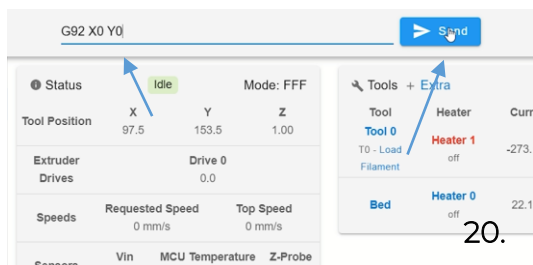 G92 X0 Y0
Send
Status Idle Mode: FFF
Tool Position X Y Z
97.5 153.5 1.00
Extruder Drives Drive 0
0.0
Speeds Requested Speed Top Speed
0 mm/s 0 mm/s
Vin MCU Temperature Z-Probe
Tools + Extra
Tool Heater Curr
Tool 0 Heater 1 -273.
T0 - Load off
Filament
Bed Heater 0 22.1
off
20.